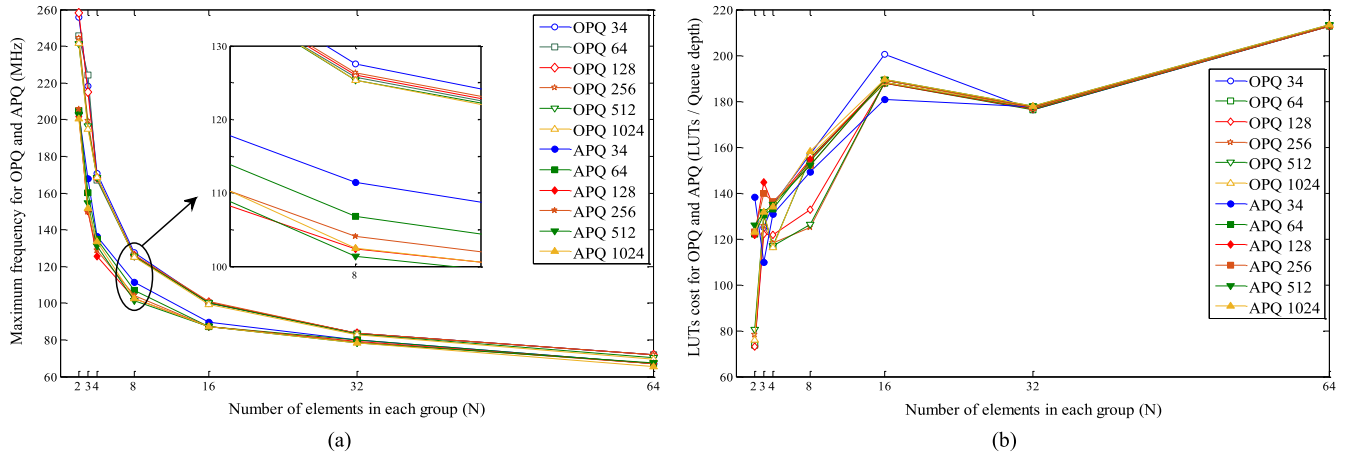 Maximum frequency for OPQ and APQ (MHz)
260
240
220
200
180
160
140
120
100
80
60
2 3 4 8 16 32 64
Number of elements in each group (N)
(a)
130
120
110
100
8
OPQ 34
OPQ 64
OPQ 128
OPQ 256
OPQ 512
OPQ 1024
APQ 34
APQ 64
APQ 128
APQ 256
APQ 512
APQ 1024
LUTs cost for OPQ and APQ (LUTs / Queue depth)
220
200
180
160
140
120
100
80
60
2 3 4 8 16 32 64
Number of elements in each group (N)
(b)
OPQ 34
OPQ 64
OPQ 128
OPQ 256
OPQ 512
OPQ 1024
APQ 34
APQ 64
APQ 128
APQ 256
APQ 512
APQ 1024